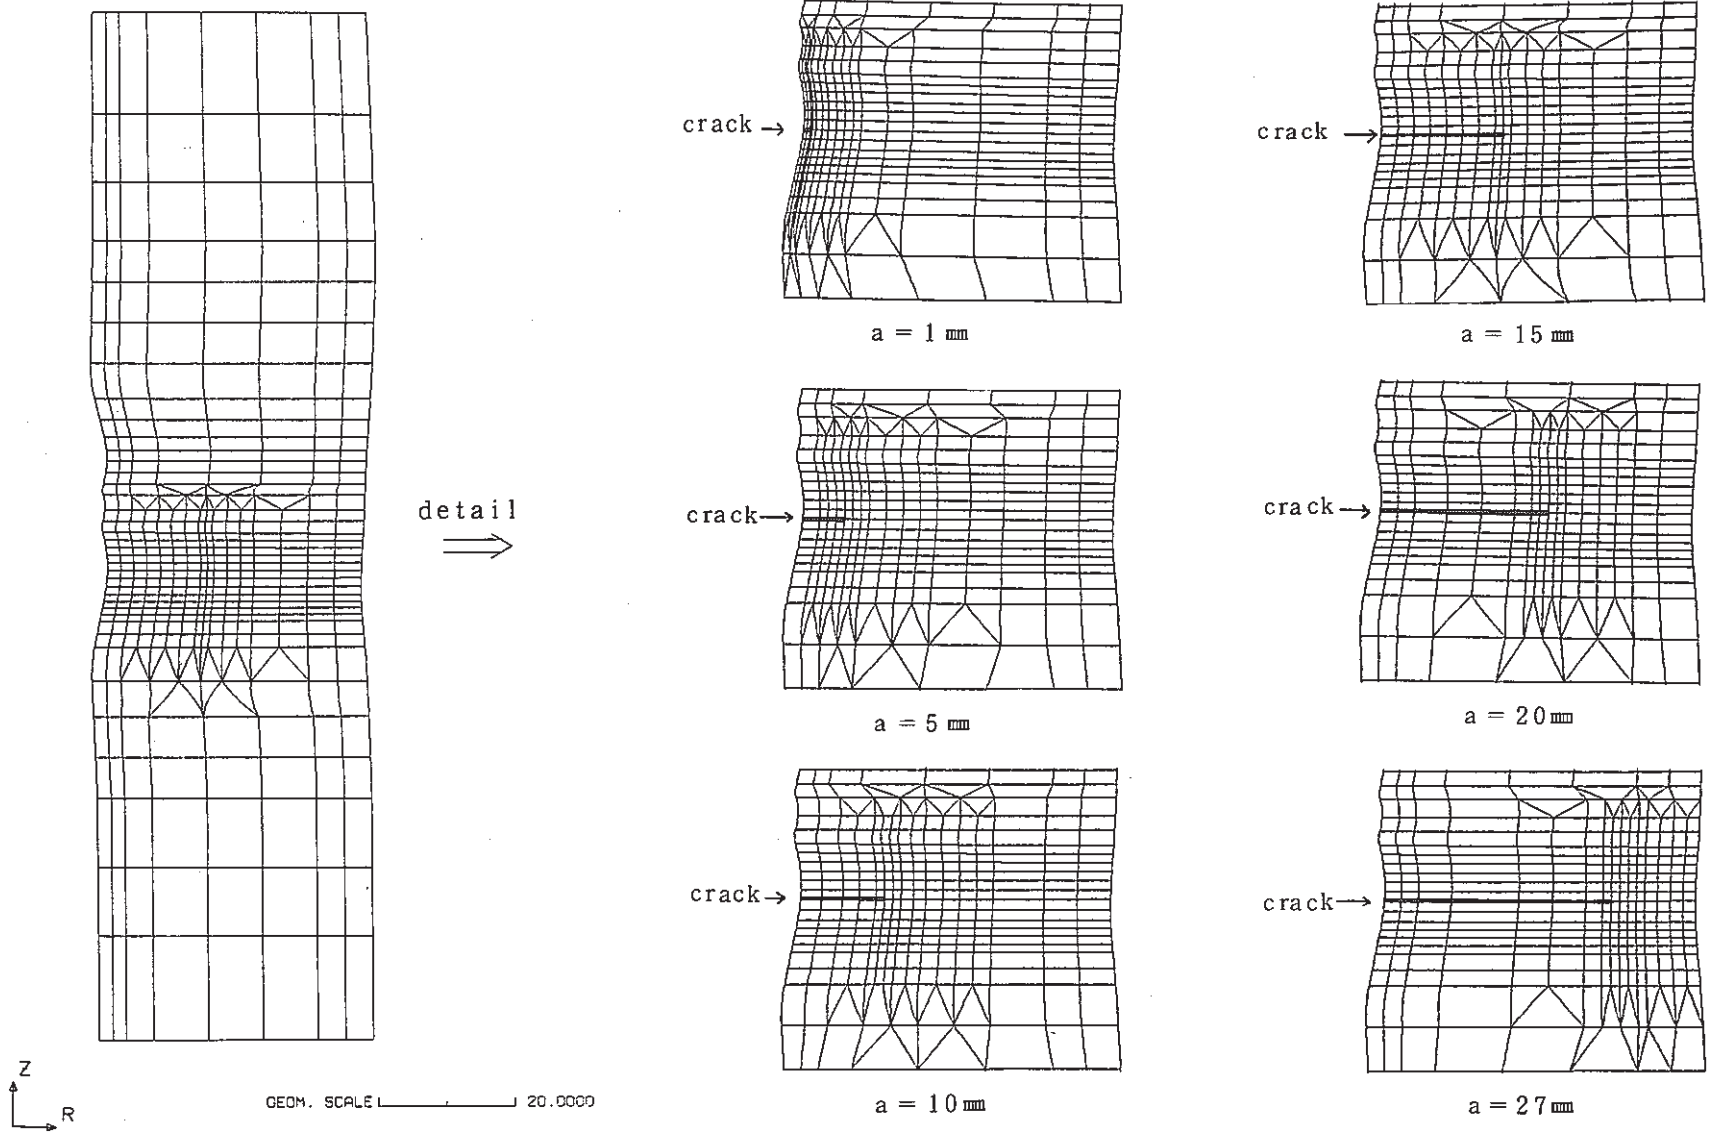 crack →
a = 1 mm
crack →
a = 15 mm
detail
crack →
a = 5 mm
crack →
a = 20 mm
crack →
a = 10 mm
crack →
a = 27 mm
Z
R
GEOM. SCALE 20.0000